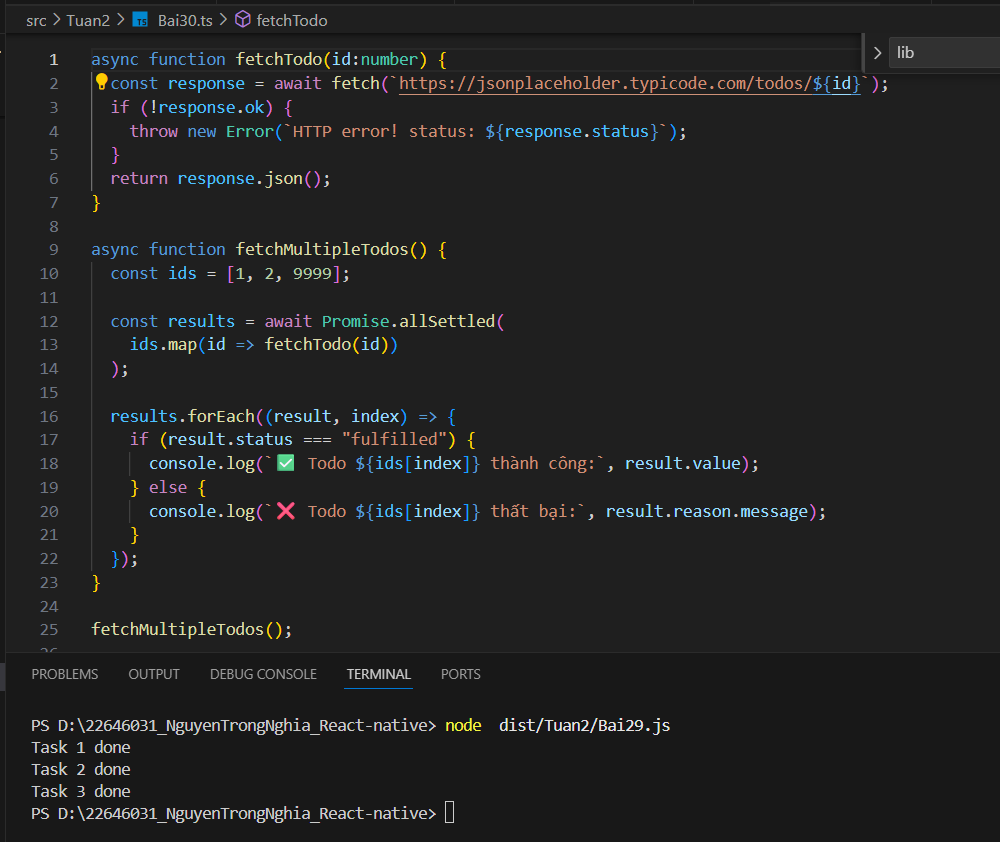 src > Tuan2 > TS Bai30.ts > fetchTodo
lib
1 async function fetchTodo(id:number) {
2 const response = await fetch(`https://jsonplaceholder.typicode.com/todos/${id}`);
3 if (!response.ok) {
4 throw new Error(`HTTP error! status: ${response.status}`);
5 }
6 return response.json();
7 }
8
9 async function fetchMultipleTodos() {
10 const ids = [1, 2, 9999];
11
12 const results = await Promise.allSettled(
13 ids.map(id => fetchTodo(id))
14 );
15
16 results.forEach((result, index) => {
17 if (result.status === "fulfilled") {
18 console.log(`✅ Todo ${ids[index]} thành công:`, result.value);
19 } else {
20 console.log(`❌ Todo ${ids[index]} thất bại:`, result.reason.message);
21 }
22 });
23 }
24
25 fetchMultipleTodos();
PROBLEMS OUTPUT DEBUG CONSOLE TERMINAL PORTS
PS D:\22646031_NguyenTrongNghia_React-native> node  dist/Tuan2/Bai29.js
Task 1 done
Task 2 done
Task 3 done
PS D:\22646031_NguyenTrongNghia_React-native>